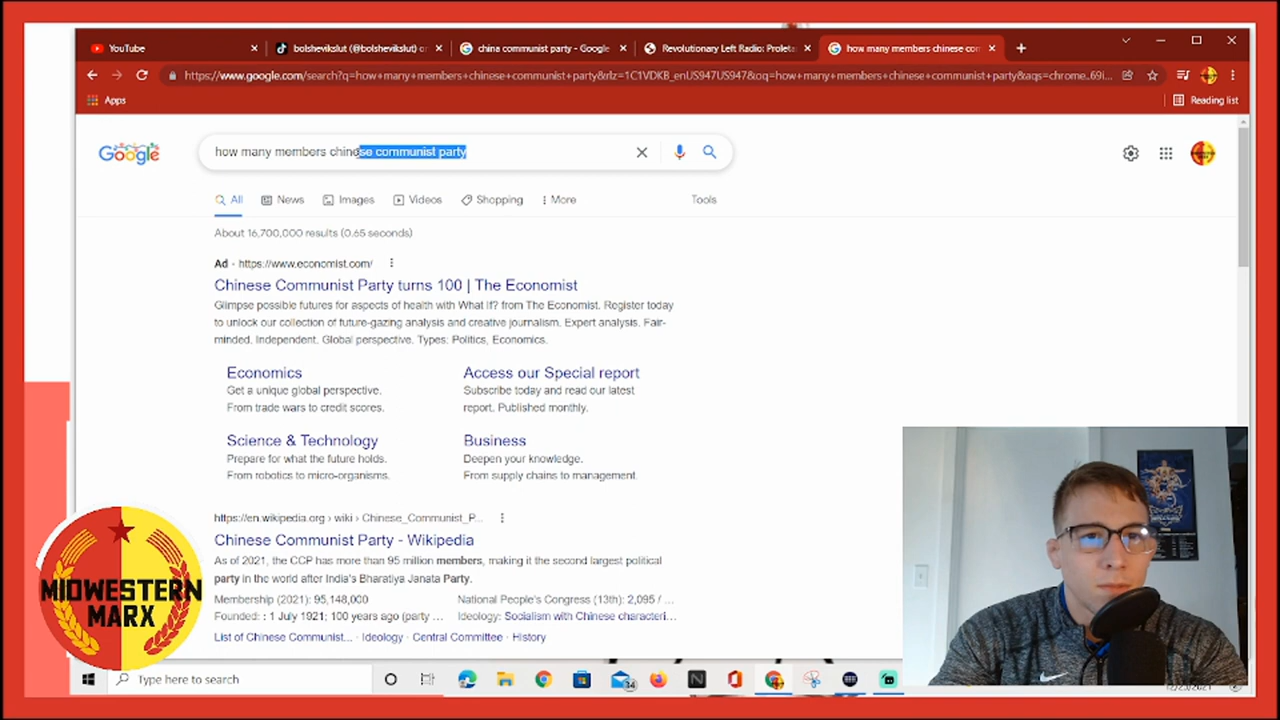 YouTube
bolshevikslut (@bolshevikslut) or
china communist party - Google
Revolutionary Left Radio: Proleta
how many members chinese com
https://www.google.com/search?q=how+many+members+chinese+communist+party&rlz=1C1VDKB_enUS947US947&oq=how+many+members+chinese+communist+party&aqs=chrome..69i...
Apps
Reading list
Google
how many members chinese communist party
All News Images Videos Shopping More Tools
About 16,700,000 results (0.65 seconds)
Ad · https://www.economist.com/
Chinese Communist Party turns 100 | The Economist
Glimpse possible futures for aspects of health with What If? from The Economist. Register today
to unlock our collection of future-gazing analysis and creative journalism. Expert analysis. Fair-
minded. Independent. Global perspective. Types: Politics, Economics.
Economics
Get a unique global perspective.
From trade wars to credit scores.
Access our Special report
Subscribe today and read our latest
report. Published monthly.
Science & Technology
Prepare for what the future holds.
From robotics to micro-organisms.
Business
Deepen your knowledge.
From supply chains to management.
https://en.wikipedia.org › wiki › Chinese_Communist_P...
Chinese Communist Party - Wikipedia
As of 2021, the CCP has more than 95 million members, making it the second largest political
party in the world after India's Bharatiya Janata Party.
Membership (2021): 95,148,000
National People's Congress (13th): 2,095 / ...
Founded: : 1 July 1921; 100 years ago (party ...
Ideology: Socialism with Chinese characteri...
List of Chinese Communist... · Ideology · Central Committee · History
MIDWESTERN
MARX
Type here to search
34